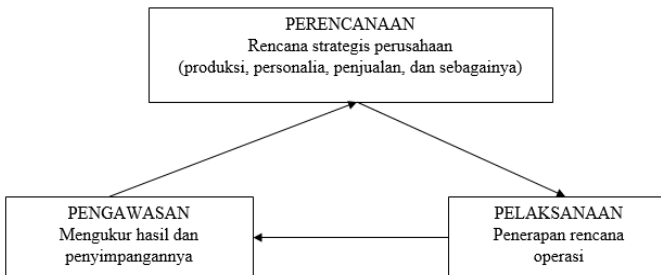 PERENCANAAN
Rencana strategis perusahaan
(produksi, personalia, penjualan, dan sebagainya)
PENGAWASAN
Mengukur hasil dan
penyimpangannya
PELAKSANAAN
Penerapan rencana
operasi